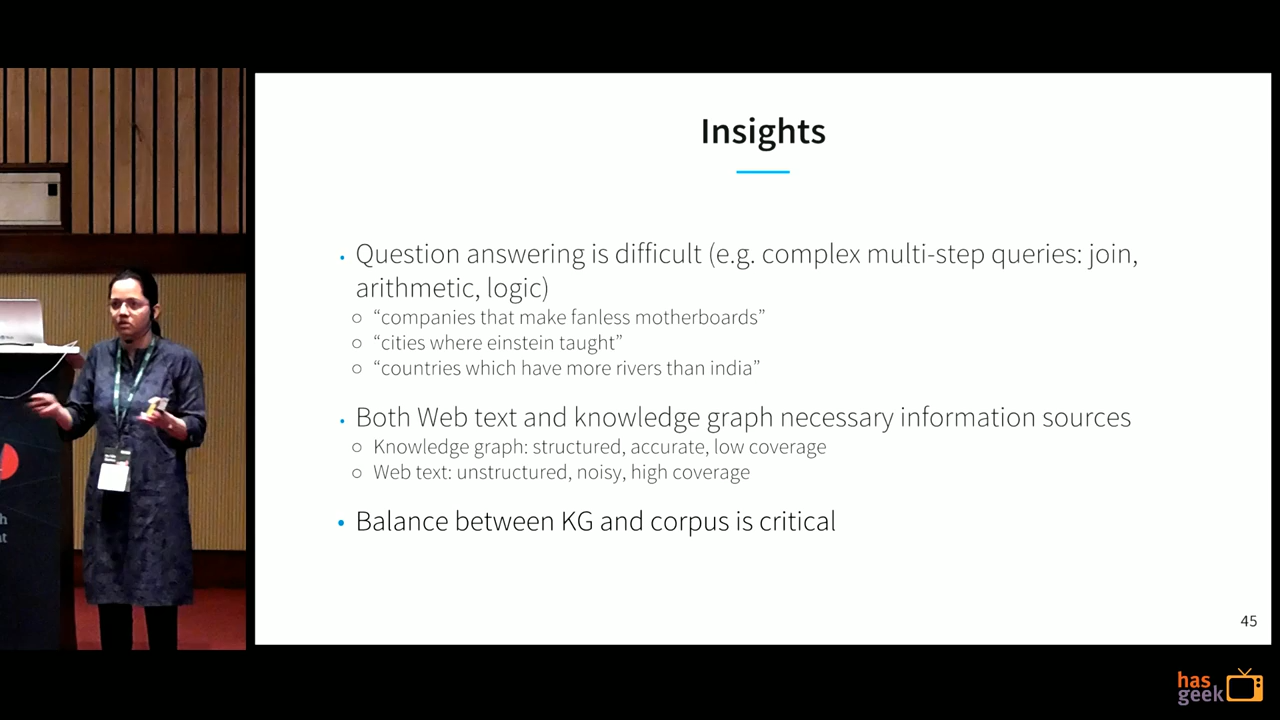 Insights
• Question answering is difficult (e.g. complex multi-step queries: join,
arithmetic, logic)
○ “companies that make fanless motherboards”
○ “cities where einstein taught”
○ “countries which have more rivers than india”
• Both Web text and knowledge graph necessary information sources
○ Knowledge graph: structured, accurate, low coverage
○ Web text: unstructured, noisy, high coverage
• Balance between KG and corpus is critical
45
has
geek